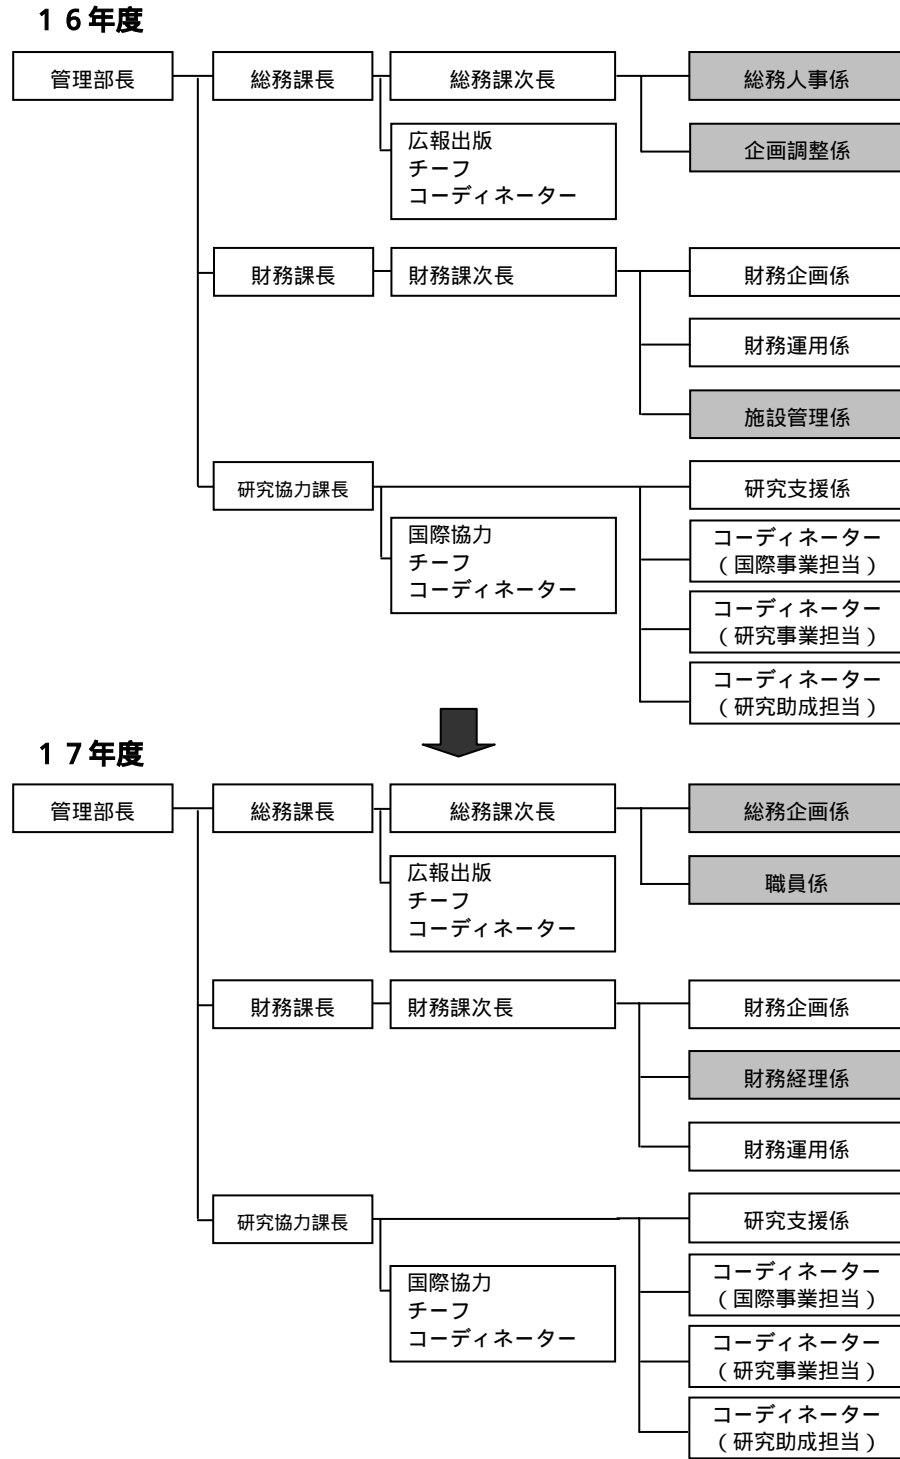 １６年度
管理部長
総務課長
総務課次長
総務人事係
広報出版
チーフ
コーディネーター
企画調整係
財務課長
財務課次長
財務企画係
財務運用係
施設管理係
研究協力課長
研究支援係
国際協力
チーフ
コーディネーター
コーディネーター
（国際事業担当）
コーディネーター
（研究事業担当）
コーディネーター
（研究助成担当）
１７年度
管理部長
総務課長
総務課次長
総務企画係
広報出版
チーフ
コーディネーター
職員係
財務課長
財務課次長
財務企画係
財務経理係
財務運用係
研究協力課長
研究支援係
国際協力
チーフ
コーディネーター
コーディネーター
（国際事業担当）
コーディネーター
（研究事業担当）
コーディネーター
（研究助成担当）